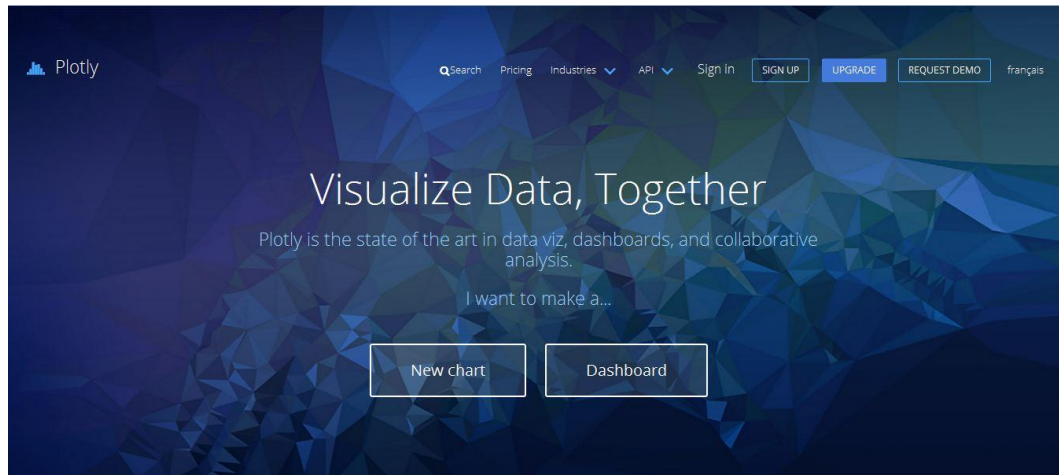 Plotly
Search Pricing Industries API Sign in SIGN UP UPGRADE REQUEST DEMO français
Visualize Data, Together
Plotly is the state of the art in data viz, dashboards, and collaborative
analysis.
I want to make a...
New chart Dashboard